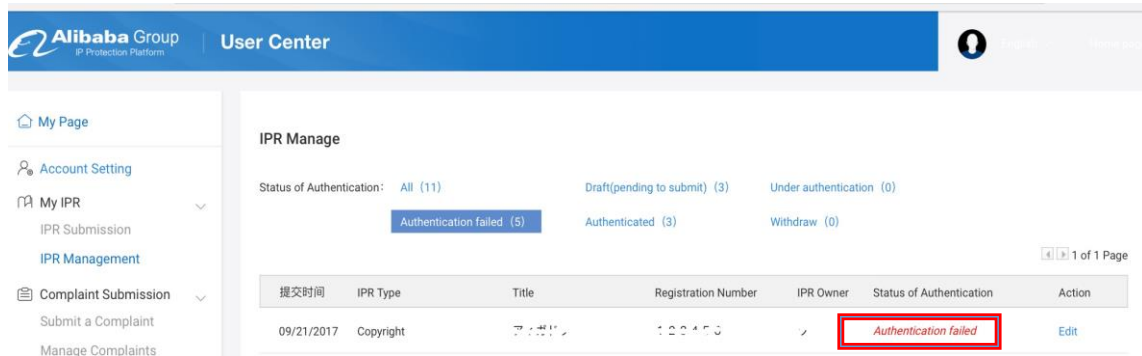 Alibaba Group
IP Protection Platform
User Center
My Page
Account Setting
My IPR
IPR Submission
IPR Management
Complaint Submission
Submit a Complaint
Manage Complaints
IPR Manage
Status of Authentication： All (11) Draft(pending to submit) (3) Under authentication (0)
Authentication failed (5) Authenticated (3) Withdraw (0)
1 of 1 Page
提交时间 IPR Type Title Registration Number IPR Owner Status of Authentication Action
09/21/2017 Copyright Authentication failed Edit